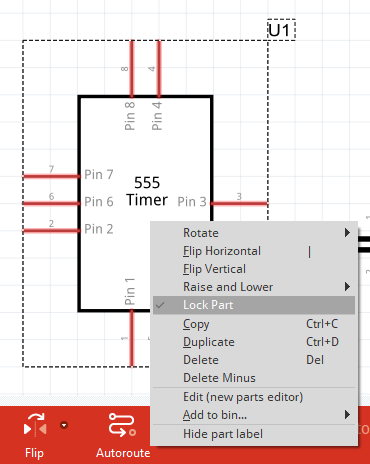 U1
8
4
Pin 8
Pin 4
7
Pin 7
555
Timer
6
Pin 6
Pin 3
3
2
Pin 2
Pin 1
1
Rotate
Flip Horizontal |
Flip Vertical
Raise and Lower
Lock Part
Copy Ctrl+C
Duplicate Ctrl+D
Delete Del
Delete Minus
Edit (new parts editor)
Add to bin...
Hide part label
Flip
Autoroute